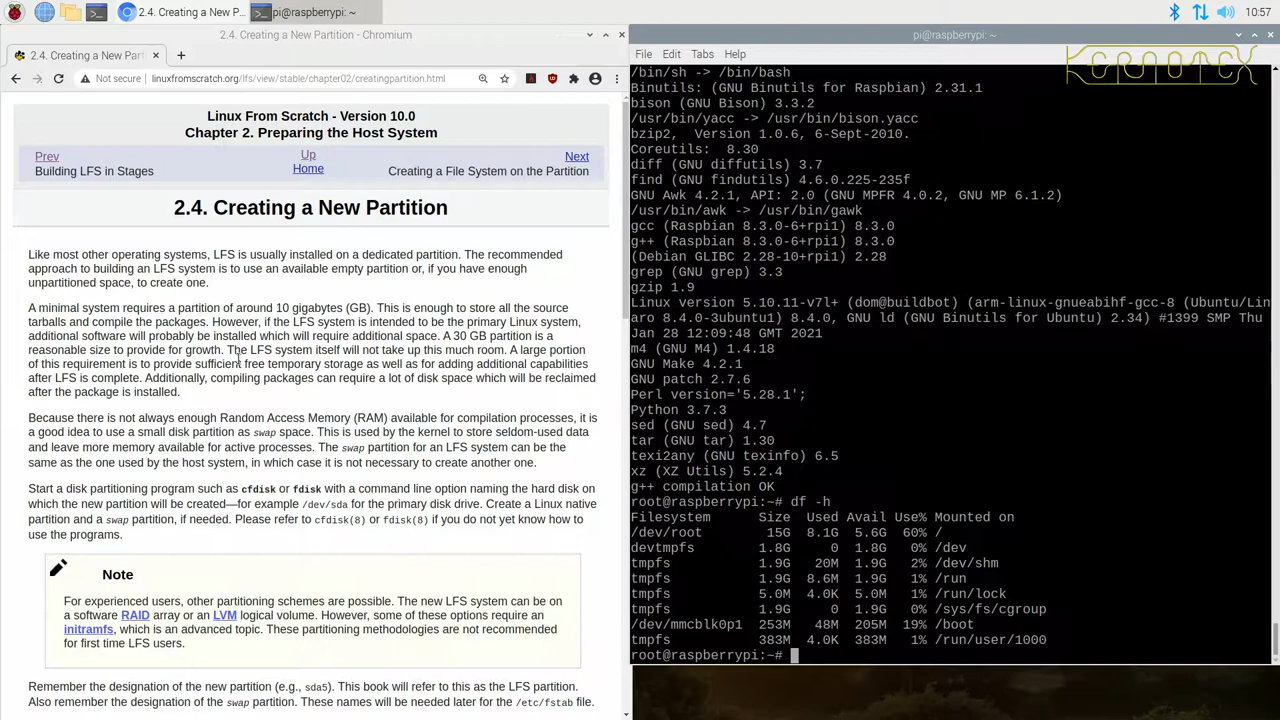 2.4. Creating a New P...
pi@raspberrypi: ~
10:57
2.4. Creating a New Partition - Chromium
2.4. Creating a New Parti
Not secure | linuxfromscratch.org/lfs/view/stable/chapter02/creatingpartition.html
Linux From Scratch - Version 10.0
Chapter 2. Preparing the Host System
Prev
Up
Next
Building LFS in Stages
Home
Creating a File System on the Partition
2.4. Creating a New Partition
Like most other operating systems, LFS is usually installed on a dedicated partition. The recommended
approach to building an LFS system is to use an available empty partition or, if you have enough
unpartitioned space, to create one.
A minimal system requires a partition of around 10 gigabytes (GB). This is enough to store all the source
tarballs and compile the packages. However, if the LFS system is intended to be the primary Linux system,
additional software will probably be installed which will require additional space. A 30 GB partition is a
reasonable size to provide for growth. The LFS system itself will not take up this much room. A large portion
of this requirement is to provide sufficient free temporary storage as well as for adding additional capabilities
after LFS is complete. Additionally, compiling packages can require a lot of disk space which will be reclaimed
after the package is installed.
Because there is not always enough Random Access Memory (RAM) available for compilation processes, it is
a good idea to use a small disk partition as swap space. This is used by the kernel to store seldom-used data
and leave more memory available for active processes. The swap partition for an LFS system can be the
same as the one used by the host system, in which case it is not necessary to create another one.
Start a disk partitioning program such as cfdisk or fdisk with a command line option naming the hard disk on
which the new partition will be created—for example /dev/sda for the primary disk drive. Create a Linux native
partition and a swap partition, if needed. Please refer to cfdisk(8) or fdisk(8) if you do not yet know how to
use the programs.
Note
For experienced users, other partitioning schemes are possible. The new LFS system can be on
a software RAID array or an LVM logical volume. However, some of these options require an
initramfs, which is an advanced topic. These partitioning methodologies are not recommended
for first time LFS users.
Remember the designation of the new partition (e.g., sda5). This book will refer to this as the LFS partition.
Also remember the designation of the swap partition. These names will be needed later for the /etc/fstab file.
pi@raspberrypi: ~
File Edit Tabs Help
/bin/sh -> /bin/bash
Binutils: (GNU Binutils for Raspbian) 2.31.1
bison (GNU Bison) 3.3.2
/usr/bin/yacc -> /usr/bin/bison.yacc
bzip2,  Version 1.0.6, 6-Sept-2010.
Coreutils:  8.30
diff (GNU diffutils) 3.7
find (GNU findutils) 4.6.0.225-235f
GNU Awk 4.2.1, API: 2.0 (GNU MPFR 4.0.2, GNU MP 6.1.2)
/usr/bin/awk -> /usr/bin/gawk
gcc (Raspbian 8.3.0-6+rpi1) 8.3.0
g++ (Raspbian 8.3.0-6+rpi1) 8.3.0
(Debian GLIBC 2.28-10+rpi1) 2.28
grep (GNU grep) 3.3
gzip 1.9
Linux version 5.10.11-v7l+ (dom@buildbot) (arm-linux-gnueabihf-gcc-8 (Ubuntu/Lin
aro 8.4.0-3ubuntu1) 8.4.0, GNU ld (GNU Binutils for Ubuntu) 2.34) #1399 SMP Thu
Jan 28 12:09:48 GMT 2021
m4 (GNU M4) 1.4.18
GNU Make 4.2.1
GNU patch 2.7.6
Perl version='5.28.1';
Python 3.7.3
sed (GNU sed) 4.7
tar (GNU tar) 1.30
texi2any (GNU texinfo) 6.5
xz (XZ Utils) 5.2.4
g++ compilation OK
root@raspberrypi:~# df -h
Filesystem      Size  Used Avail Use% Mounted on
/dev/root        15G  8.1G  5.6G  60% /
devtmpfs        1.8G     0  1.8G   0% /dev
tmpfs           1.9G   20M  1.9G   2% /dev/shm
tmpfs           1.9G  8.6M  1.9G   1% /run
tmpfs           5.0M  4.0K  5.0M   1% /run/lock
tmpfs           1.9G     0  1.9G   0% /sys/fs/cgroup
/dev/mmcblk0p1  253M   48M  205M  19% /boot
tmpfs           383M  4.0K  383M   1% /run/user/1000
root@raspberrypi:~#